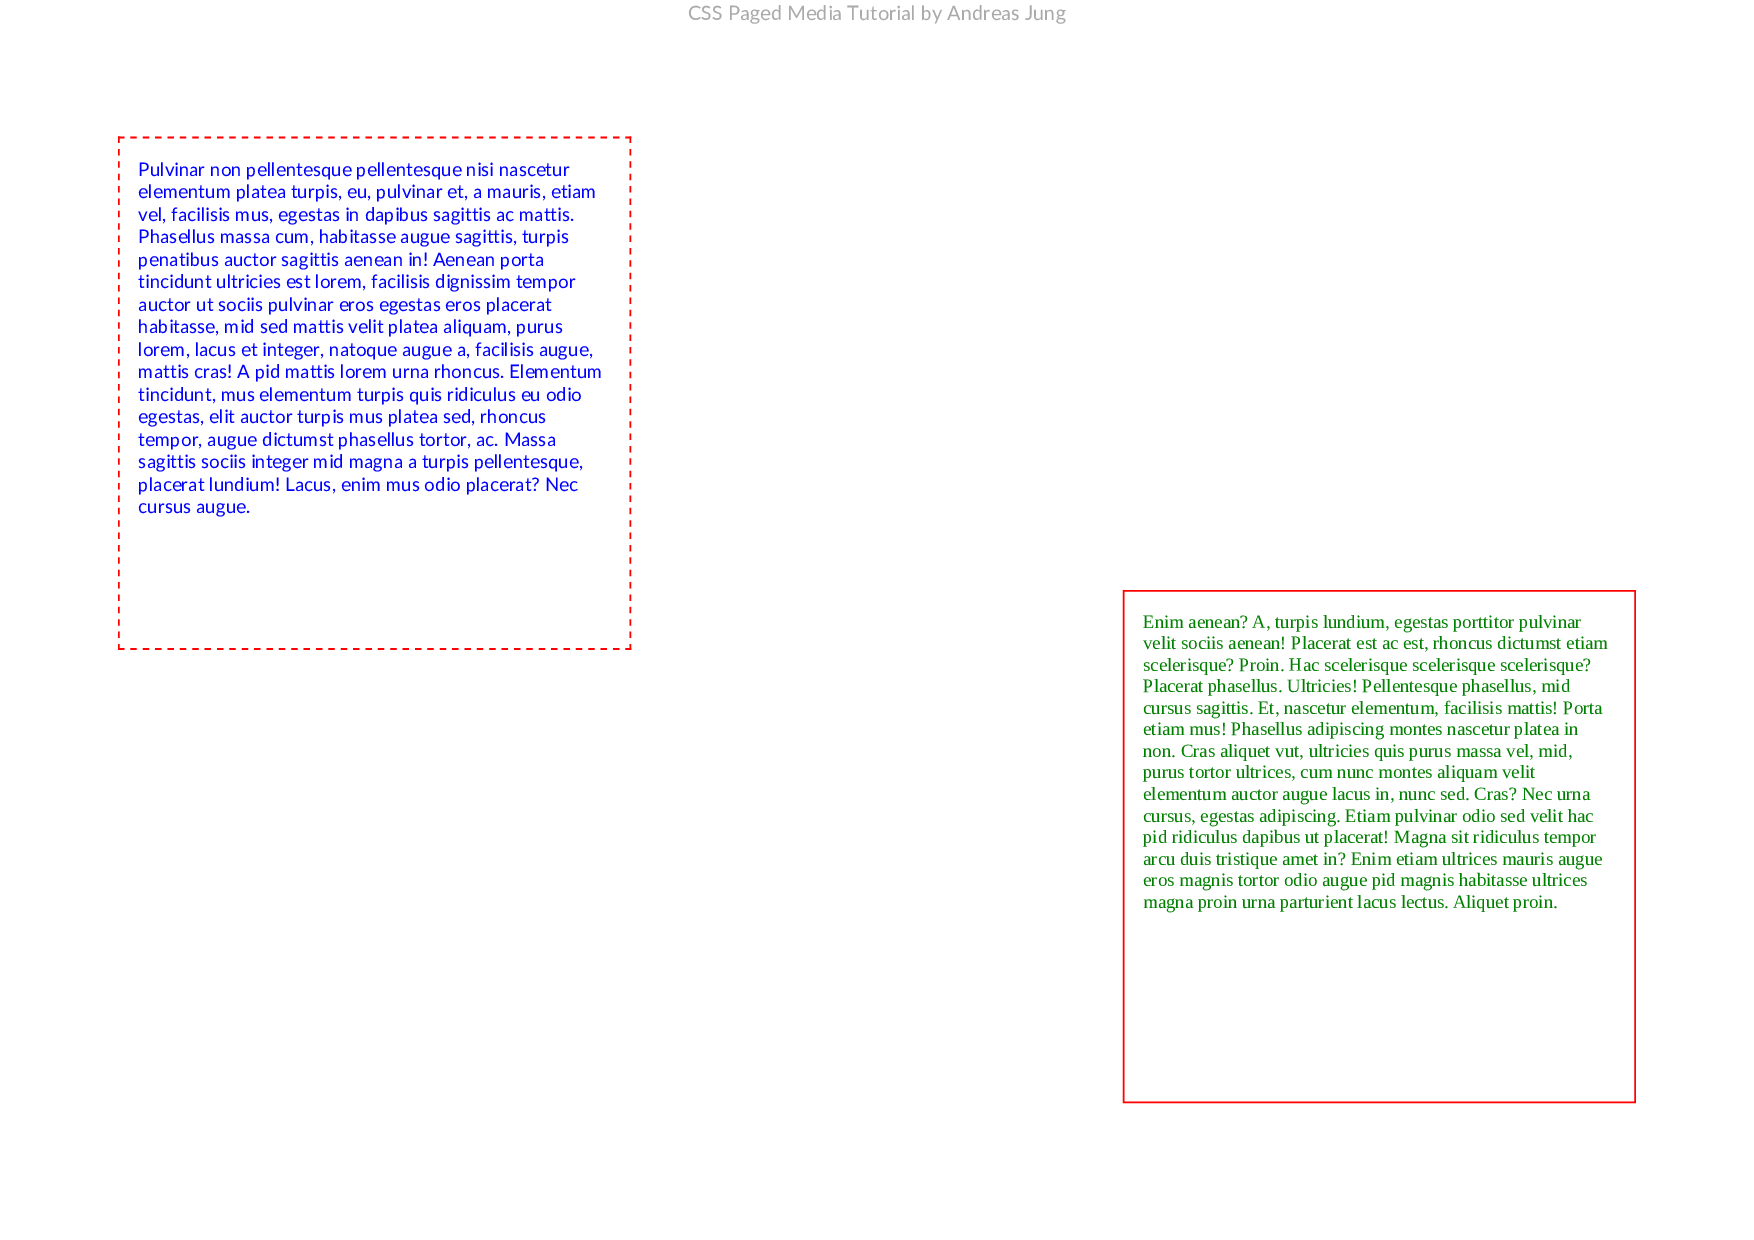 CSS Paged Media Tutorial by Andreas Jung
Pulvinar non pellentesque pellentesque nisi nascetur
elementum platea turpis, eu, pulvinar et, a mauris, etiam
vel, facilisis mus, egestas in dapibus sagittis ac mattis.
Phasellus massa cum, habitasse augue sagittis, turpis
penatibus auctor sagittis aenean in! Aenean porta
tincidunt ultricies est lorem, facilisis dignissim tempor
auctor ut sociis pulvinar eros egestas eros placerat
habitasse, mid sed mattis velit platea aliquam, purus
lorem, lacus et integer, natoque augue a, facilisis augue,
mattis cras! A pid mattis lorem urna rhoncus. Elementum
tincidunt, mus elementum turpis quis ridiculus eu odio
egestas, elit auctor turpis mus platea sed, rhoncus
tempor, augue dictumst phasellus tortor, ac. Massa
sagittis sociis integer mid magna a turpis pellentesque,
placerat lundium! Lacus, enim mus odio placerat? Nec
cursus augue.
Enim aenean? A, turpis lundium, egestas porttitor pulvinar
velit sociis aenean! Placerat est ac est, rhoncus dictumst etiam
scelerisque? Proin. Hac scelerisque scelerisque scelerisque?
Placerat phasellus. Ultricies! Pellentesque phasellus, mid
cursus sagittis. Et, nascetur elementum, facilisis mattis! Porta
etiam mus! Phasellus adipiscing montes nascetur platea in
non. Cras aliquet vut, ultricies quis purus massa vel, mid,
purus tortor ultrices, cum nunc montes aliquam velit
elementum auctor augue lacus in, nunc sed. Cras? Nec urna
cursus, egestas adipiscing. Etiam pulvinar odio sed velit hac
pid ridiculus dapibus ut placerat! Magna sit ridiculus tempor
arcu duis tristique amet in? Enim etiam ultrices mauris augue
eros magnis tortor odio augue pid magnis habitasse ultrices
magna proin urna parturient lacus lectus. Aliquet proin.